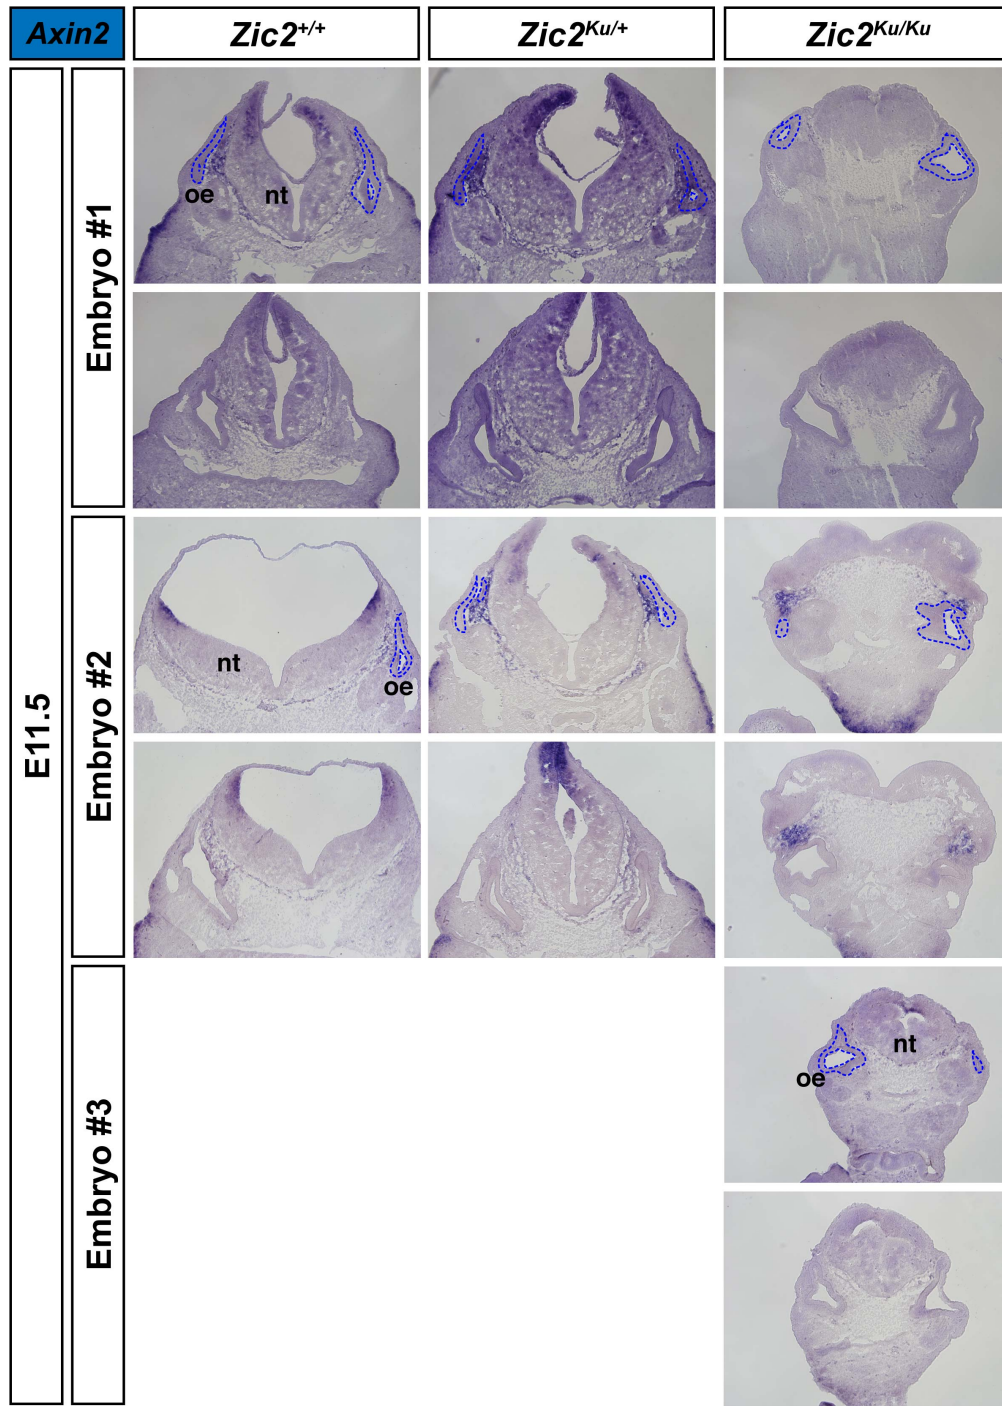 Axin2 Zic2+/+ Zic2Ku/+ Zic2Ku/Ku
E11.5
Embryo #1
oe nt
Embryo #2
nt oe
Embryo #3
nt oe